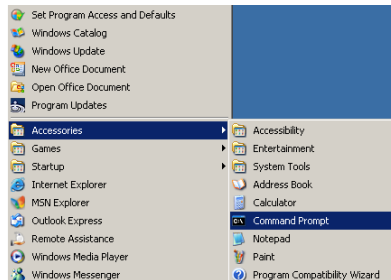 Set Program Access and Defaults
Windows Catalog
Windows Update
New Office Document
Open Office Document
Program Updates
Accessories
Games
Startup
Internet Explorer
MSN Explorer
Outlook Express
Remote Assistance
Windows Media Player
Windows Messenger
Accessibility
Entertainment
System Tools
Address Book
Calculator
Command Prompt
Notepad
Paint
Program Compatibility Wizard